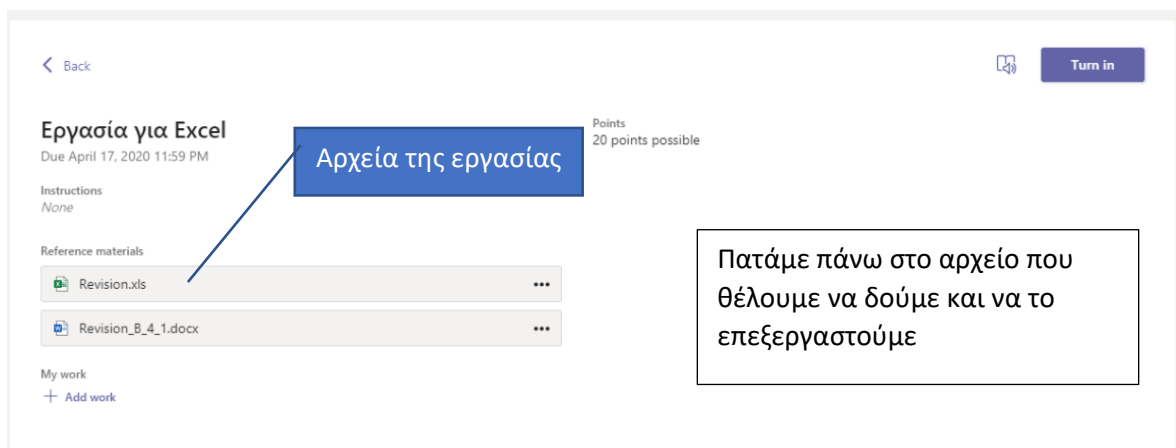 Back
Turn in
Εργασία για Excel
Due April 17, 2020 11:59 PM
Αρχεία της εργασίας
Points
20 points possible
Instructions
None
Reference materials
Revision.xls
Revision_B_4_1.docx
Πατάμε πάνω στο αρχείο που
θέλουμε να δούμε και να το
επεξεργαστούμε
My work
+ Add work